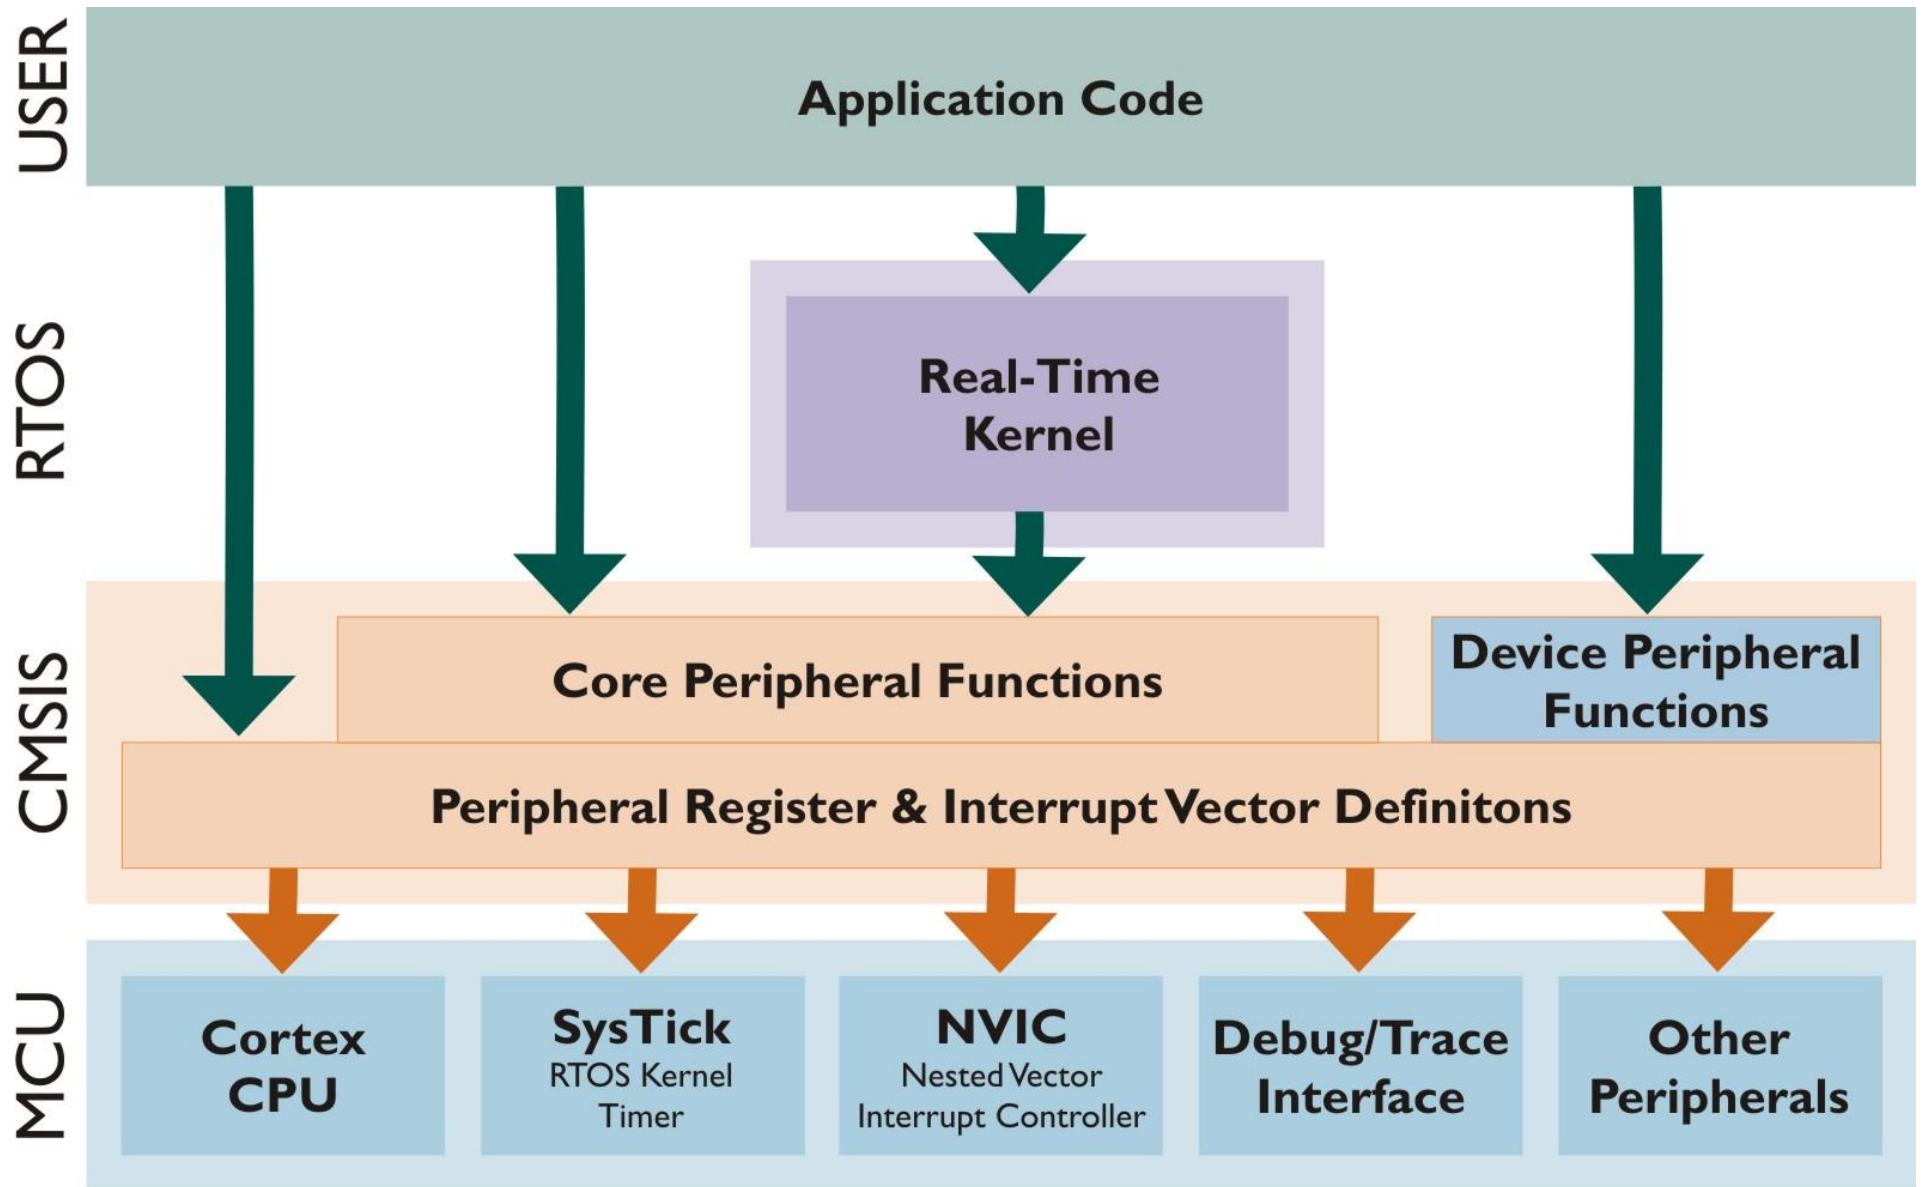 USER
Application Code
RTOS
Real-Time
Kernel
CMSIS
Core Peripheral Functions
Device Peripheral
Functions
Peripheral Register & Interrupt Vector Definitons
MCU
Cortex
CPU
SysTick
RTOS Kernel
Timer
NVIC
Nested Vector
Interrupt Controller
Debug/Trace
Interface
Other
Peripherals